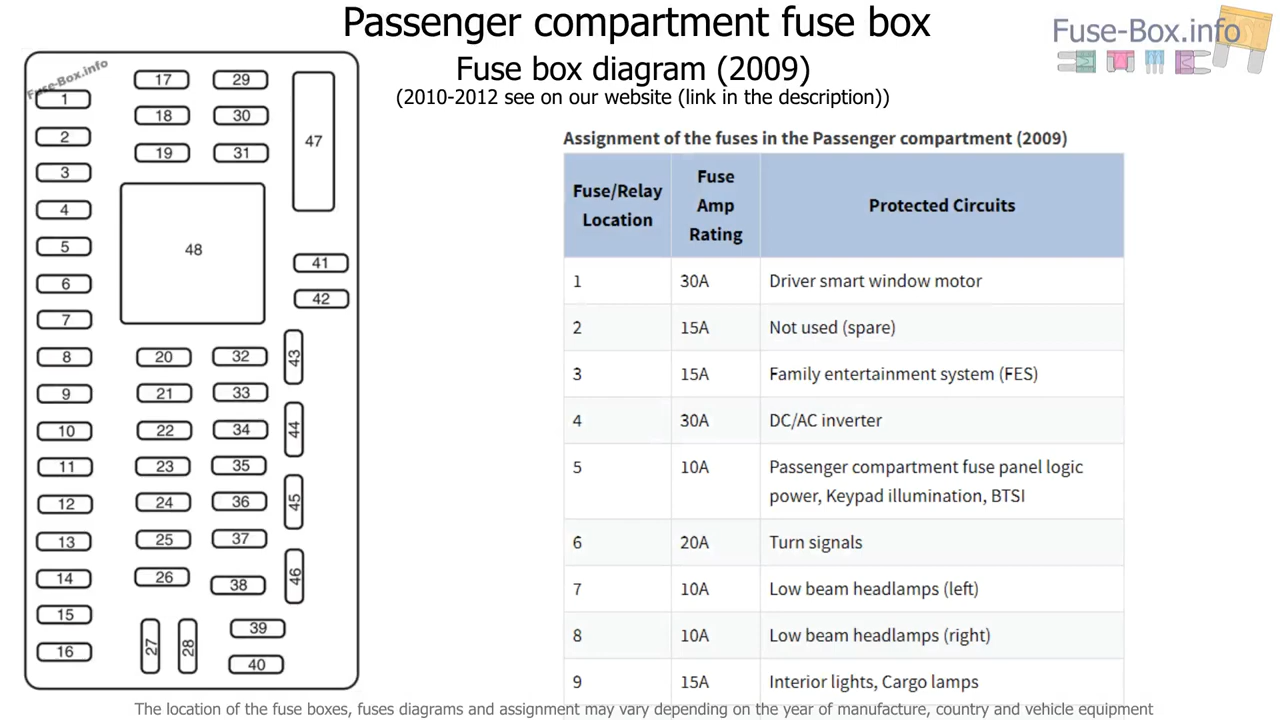 Passenger compartment fuse box
Fuse box diagram (2009)
(2010-2012 see on our website (link in the description))
Fuse-Box.info
Fuse-Box.info
1
2
3
4
5
6
7
8
9
10
11
12
13
14
15
16
17
18
19
29
30
31
47
48
41
42
20
21
22
23
24
25
26
32
33
34
35
36
37
38
43
44
45
46
27
28
39
40
Assignment of the fuses in the Passenger compartment (2009)
Fuse/Relay Location | Fuse Amp Rating | Protected Circuits
1 30A Driver smart window motor
2 15A Not used (spare)
3 15A Family entertainment system (FES)
4 30A DC/AC inverter
5 10A Passenger compartment fuse panel logic
power, Keypad illumination, BTSI
6 20A Turn signals
7 10A Low beam headlamps (left)
8 10A Low beam headlamps (right)
9 15A Interior lights, Cargo lamps
The location of the fuse boxes, fuses diagrams and assignment may vary depending on the year of manufacture, country and vehicle equipment